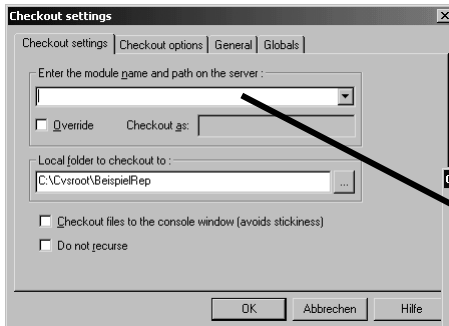 Checkout settings
Checkout settings Checkout options General Globals
Enter the module name and path on the server :
Override Checkout as:
Local folder to checkout to :
C:\Cvsroot\BeispielRep ...
Checkout files to the console window (avoids stickiness)
Do not recurse
OK Abbrechen Hilfe